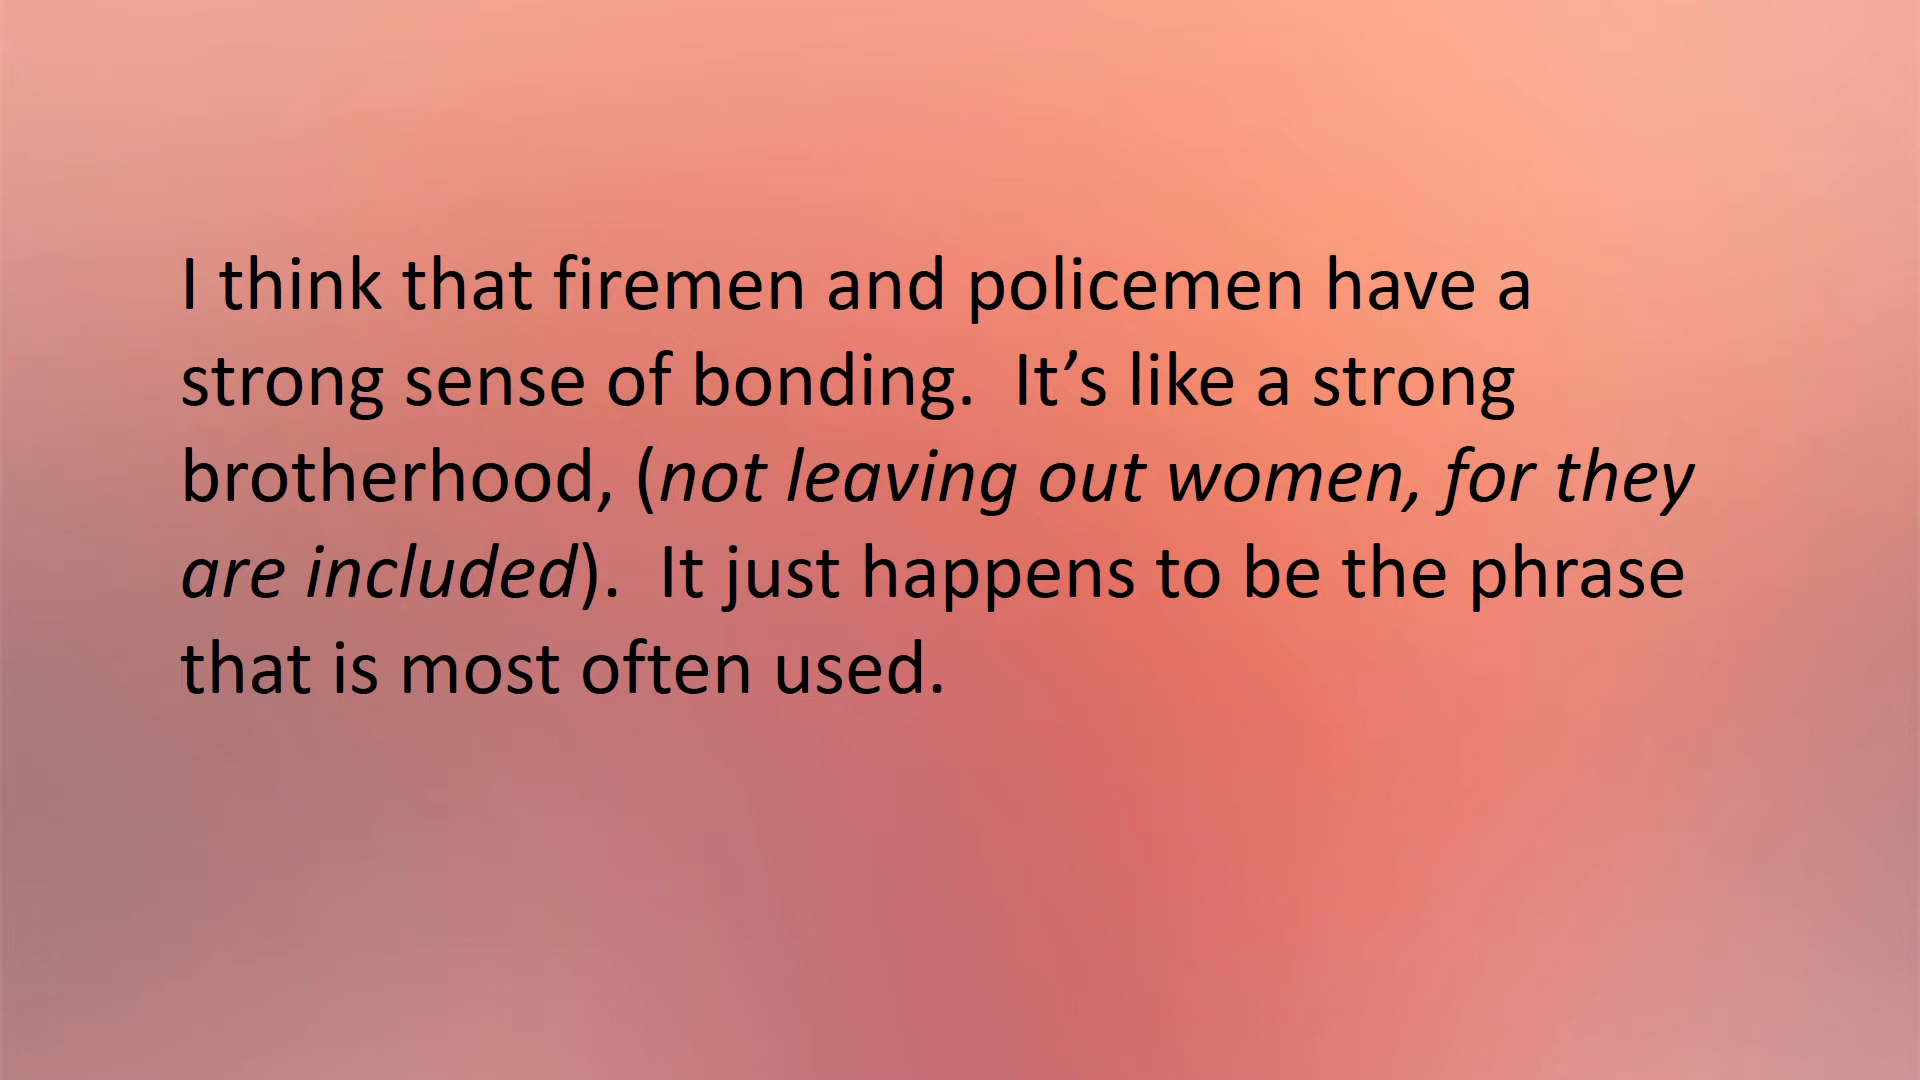 I think that firemen and policemen have a
strong sense of bonding.  It’s like a strong
brotherhood, (not leaving out women, for they
are included).  It just happens to be the phrase
that is most often used.